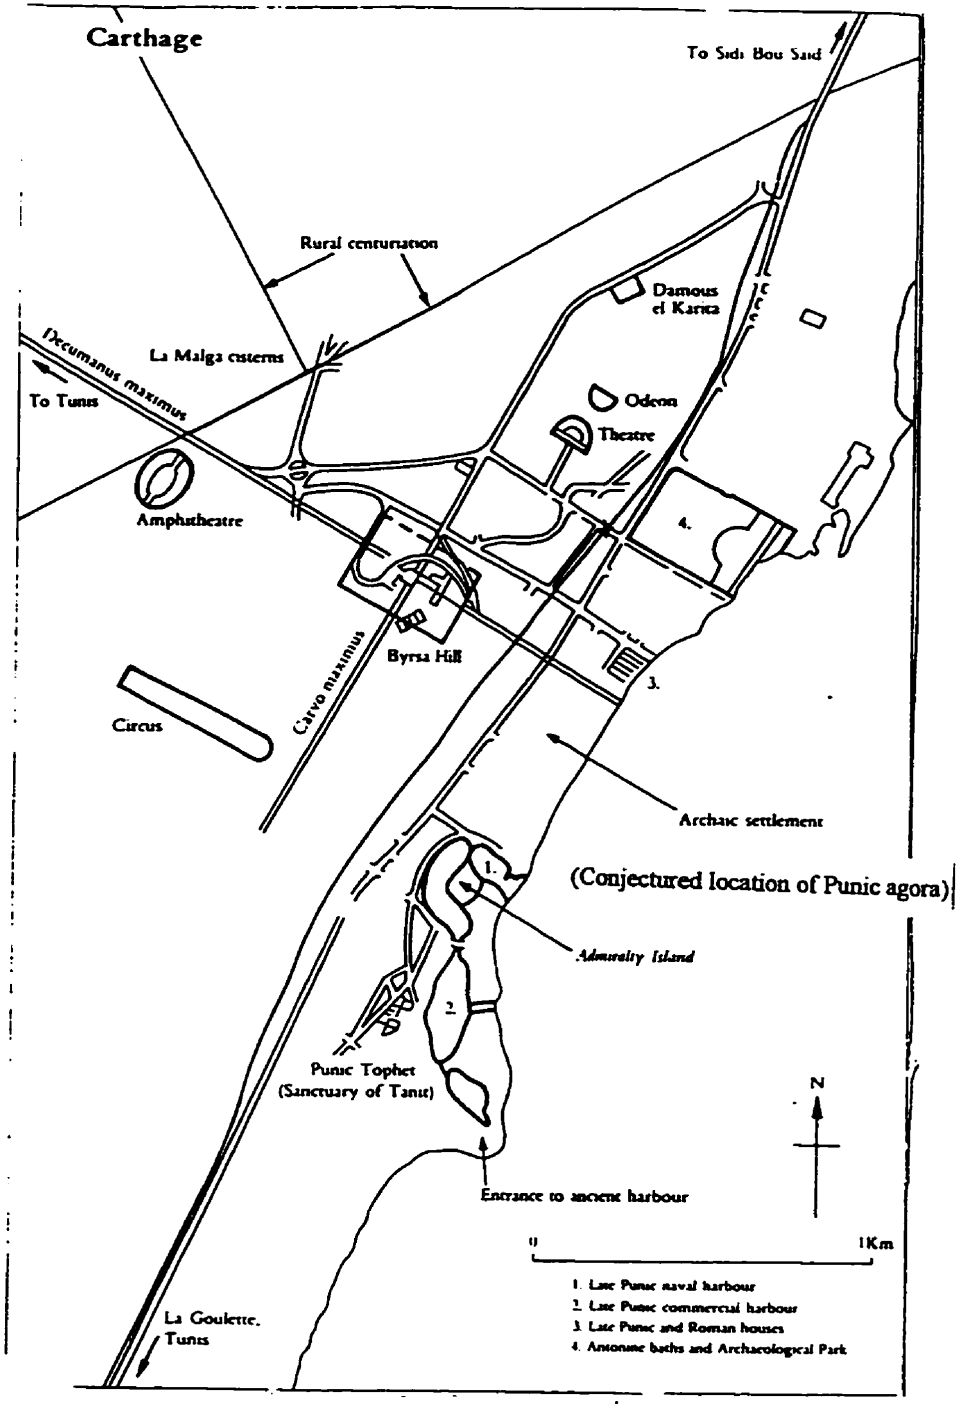 Carthage
To Sidi Bou Said
Rural centuriation
Damous
el Karita
La Malga cisterns
Decumanus maximus
To Tunis
Odeon
Theatre
Amphitheatre
4.
Byrsa Hill
3.
Carvo maximus
Circus
Archaic settlement
1.
(Conjectured location of Punic agora)
Admiralty Island
2
Punic Tophet
(Sanctuary of Tanit)
N
Entrance to ancient harbour
0 1Km
1. Late Punic naval harbour
2. Late Punic commercial harbour
3. Late Punic and Roman houses
4. Antonine baths and Archaeological Park
La Goulette,
Tunis